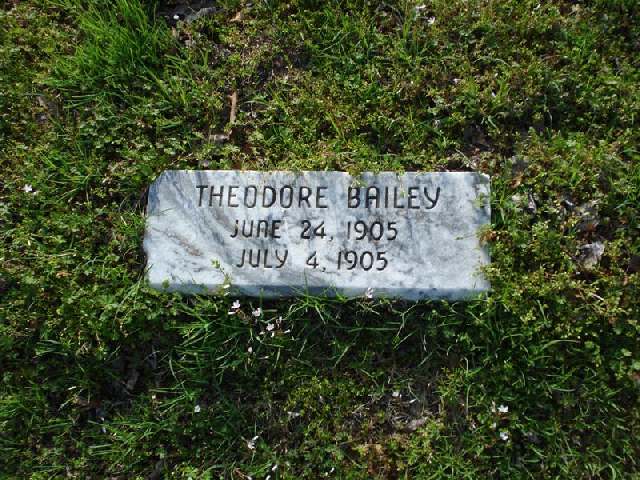 THEODORE BAILEY
JUNE 24, 1905
JULY 4, 1905